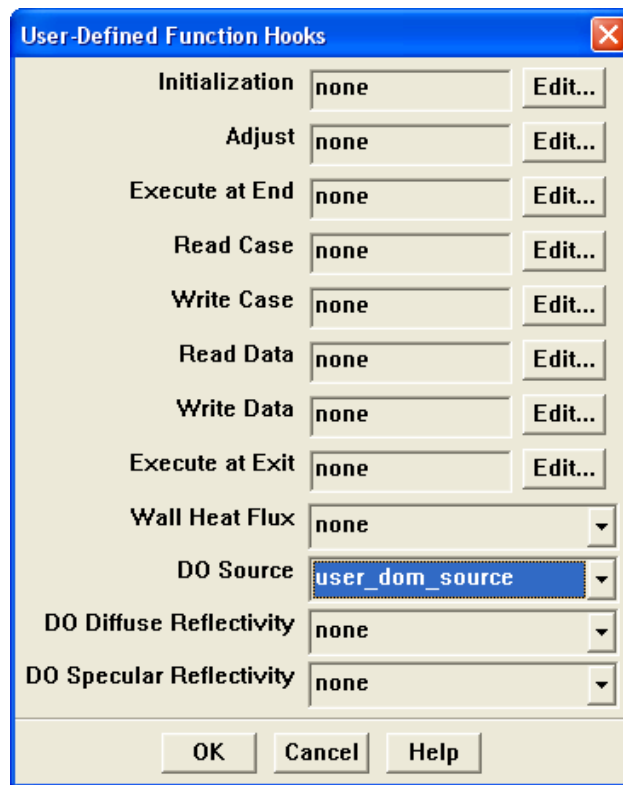 User-Defined Function Hooks
Initialization none Edit...
Adjust none Edit...
Execute at End none Edit...
Read Case none Edit...
Write Case none Edit...
Read Data none Edit...
Write Data none Edit...
Execute at Exit none Edit...
Wall Heat Flux none
DO Source user_dom_source
DO Diffuse Reflectivity none
DO Specular Reflectivity none
OK Cancel Help